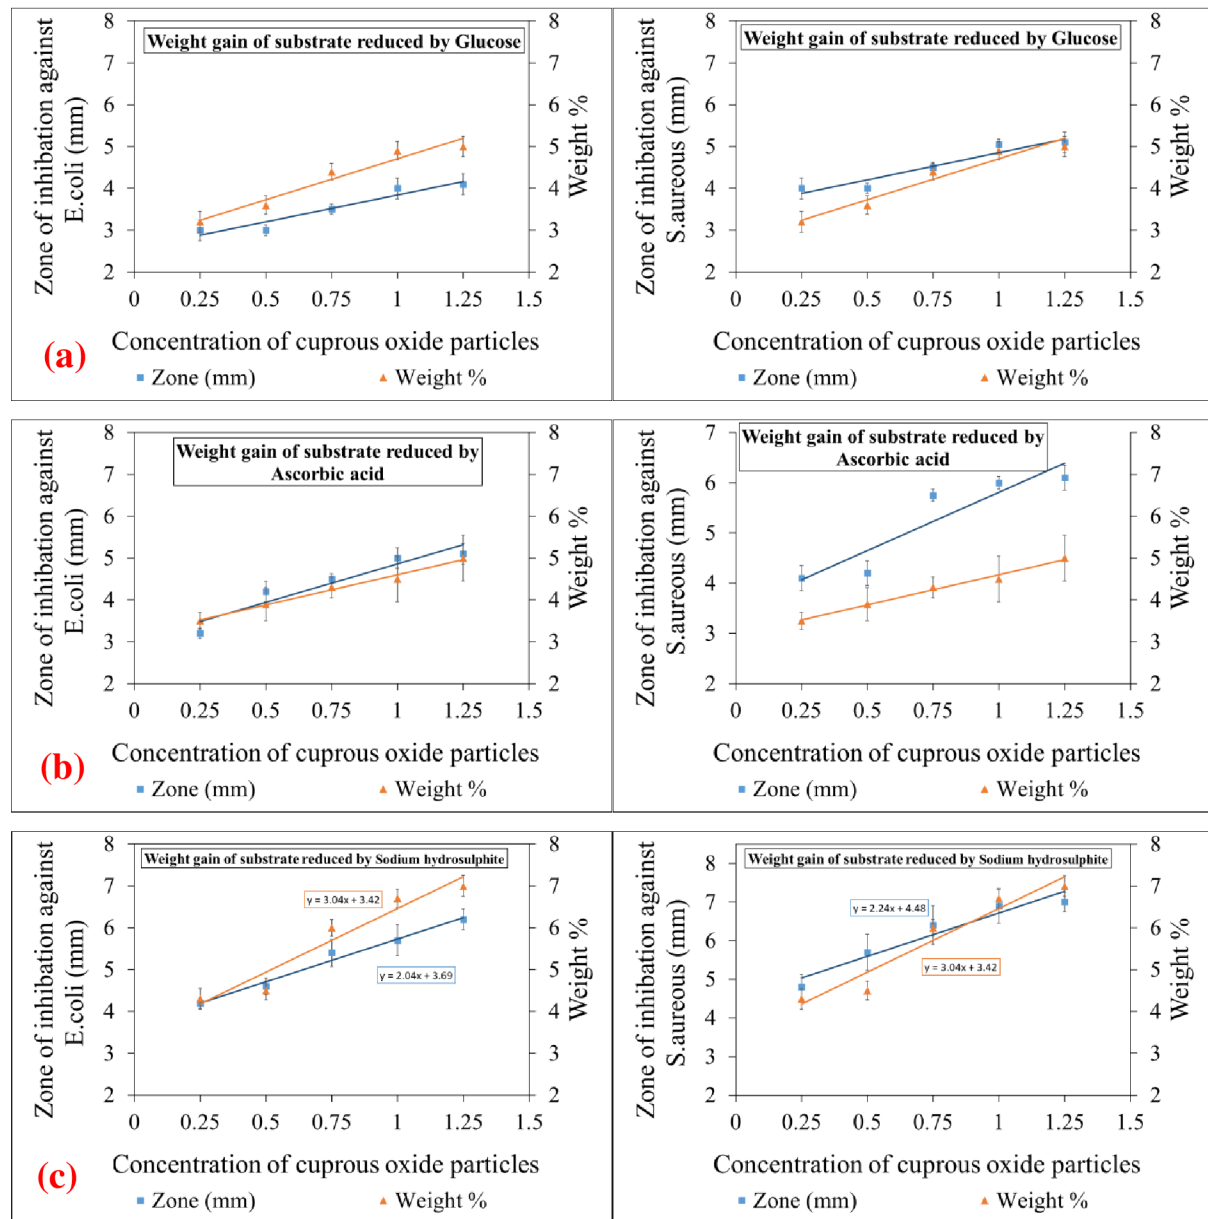 Weight gain of substrate reduced by Glucose
Zone of inhibation against
E.coli (mm)
8
7
6
5
4
3
2
8
7
6
5
4
3
2
Weight %
0 0.25 0.5 0.75 1 1.25 1.5
Concentration of cuprous oxide particles
Zone (mm) Weight %
(a)
Weight gain of substrate reduced by Glucose
Zone of inhibation against
S.aureous (mm)
8
7
6
5
4
3
2
8
7
6
5
4
3
2
Weight %
0 0.25 0.5 0.75 1 1.25 1.5
Concentration of cuprous oxide particles
Zone (mm) Weight %
Weight gain of substrate reduced by
Ascorbic acid
Zone of inhibation against
E.coli (mm)
8
7
6
5
4
3
2
8
7
6
5
4
3
2
Weight %
0 0.25 0.5 0.75 1 1.25 1.5
Concentration of cuprous oxide particles
Zone (mm) Weight %
(b)
Weight gain of substrate reduced by
Ascorbic acid
Zone of inhibation against
S.aureous (mm)
7
6
5
4
3
2
8
7
6
5
4
3
2
Weight %
0 0.25 0.5 0.75 1 1.25 1.5
Concentration of cuprous oxide particles
Zone (mm) Weight %
Weight gain of substrate reduced by Sodium hydrosulphite
Zone of inhibation against
E.coli (mm)
8
7
6
5
4
3
2
8
7
6
5
4
3
2
Weight %
y = 3.04x + 3.42
y = 2.04x + 3.69
0 0.25 0.5 0.75 1 1.25 1.5
Concentration of cuprous oxide particles
Zone (mm) Weight %
(c)
Weight gain of substrate reduced by Sodium hydrosulphite
Zone of inhibation against
S.aureous (mm)
8
7
6
5
4
3
2
8
7
6
5
4
3
2
Weight %
y = 2.24x + 4.48
y = 3.04x + 3.42
0 0.25 0.5 0.75 1 1.25 1.5
Concentration of cuprous oxide particles
Zone (mm) Weight %